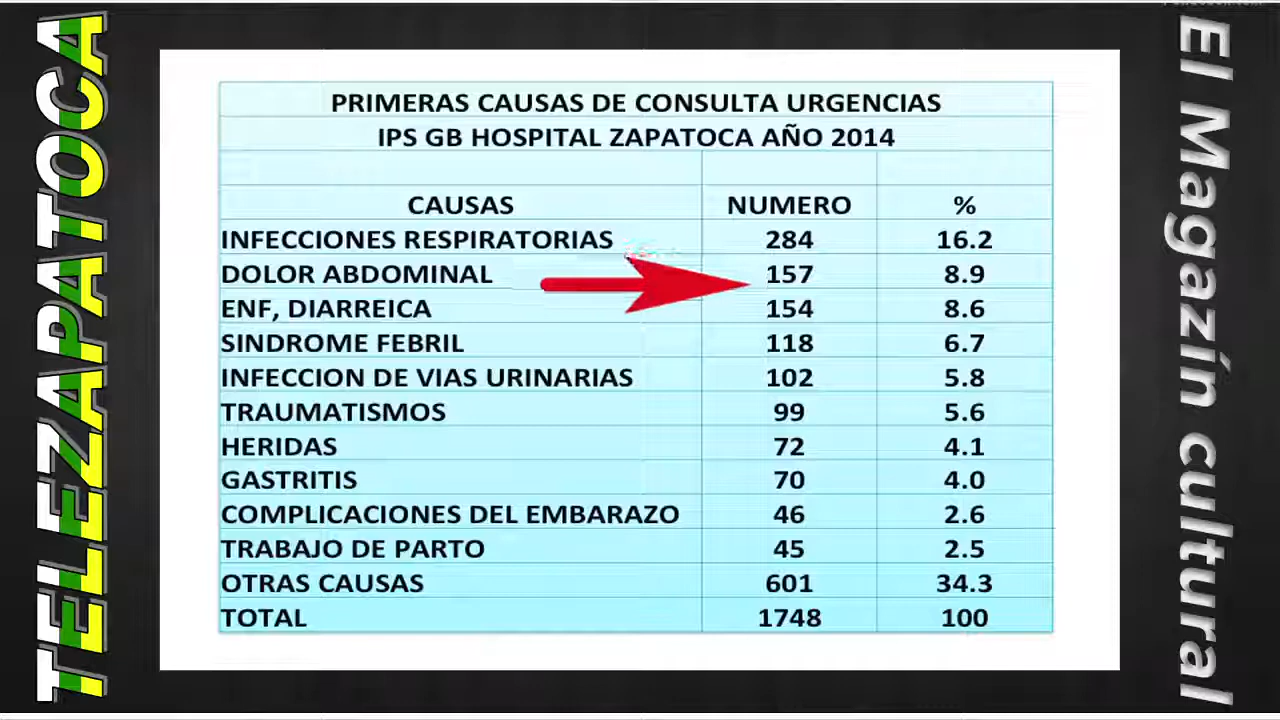 TELEZAPATOCA
PRIMERAS CAUSAS DE CONSULTA URGENCIAS
IPS GB HOSPITAL ZAPATOCA AÑO 2014
CAUSAS NUMERO %
INFECCIONES RESPIRATORIAS 284 16.2
DOLOR ABDOMINAL 157 8.9
ENF, DIARREICA 154 8.6
SINDROME FEBRIL 118 6.7
INFECCION DE VIAS URINARIAS 102 5.8
TRAUMATISMOS 99 5.6
HERIDAS 72 4.1
GASTRITIS 70 4.0
COMPLICACIONES DEL EMBARAZO 46 2.6
TRABAJO DE PARTO 45 2.5
OTRAS CAUSAS 601 34.3
TOTAL 1748 100
El Magazín cultural